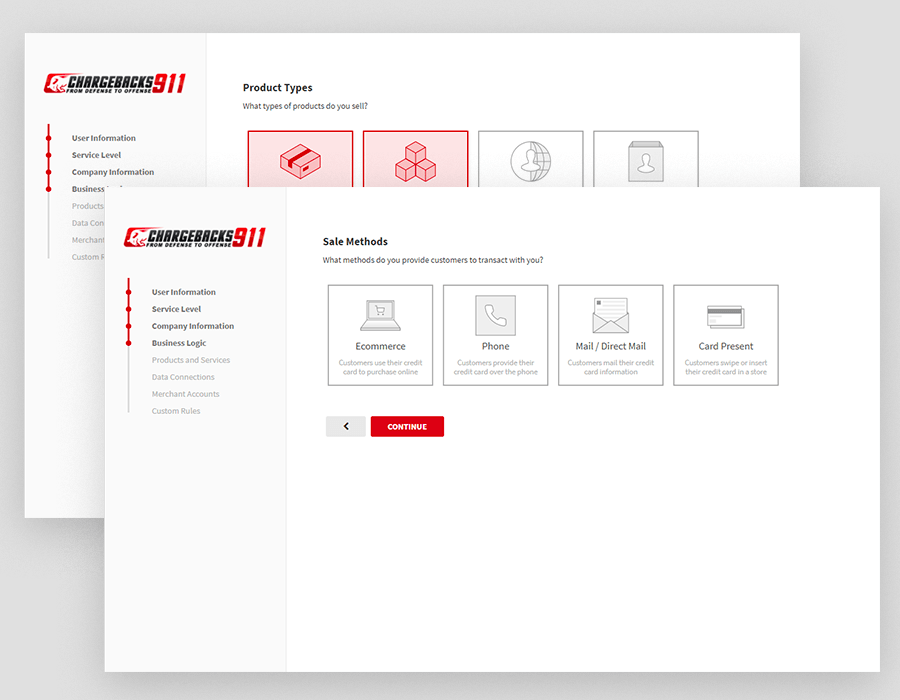 CHARGEBACKS911
FROM DEFENSE TO OFFENSE
User Information
Service Level
Company Information
Business
Products
Data Con
Merchant
Custom R
Product Types
What types of products do you sell?
CHARGEBACKS911
FROM DEFENSE TO OFFENSE
User Information
Service Level
Company Information
Business Logic
Products and Services
Data Connections
Merchant Accounts
Custom Rules
Sale Methods
What methods do you provide customers to transact with you?
Ecommerce
Customers use their credit
card to purchase online
Phone
Customers provide their
credit card over the phone
Mail / Direct Mail
Customers mail their credit
card information
Card Present
Customers swipe or insert
their credit card in a store
CONTINUE